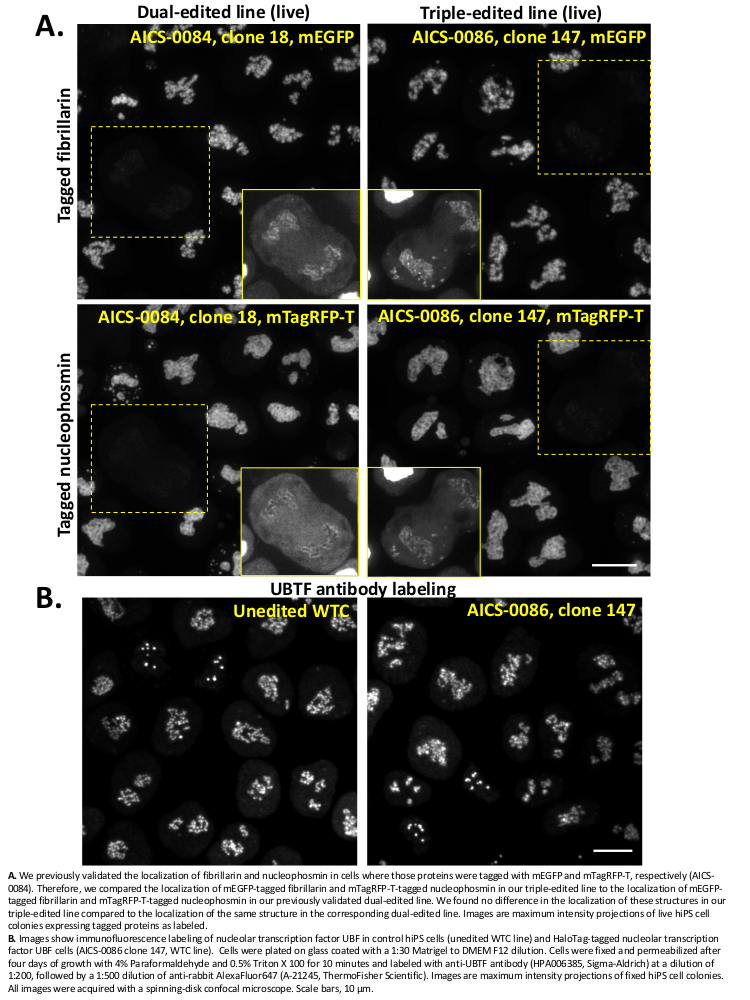 Dual-edited line (live)
Triple-edited line (live)
A.
AICS-0084, clone 18, mEGFP
AICS-0086, clone 147, mEGFP
Tagged fibrillarin
AICS-0084, clone 18, mTagRFP-T
AICS-0086, clone 147, mTagRFP-T
Tagged nucleophosmin
B.
UBTF antibody labeling
Unedited WTC
AICS-0086, clone 147
A. We previously validated the localization of fibrillarin and nucleophosmin in cells where those proteins were tagged with mEGFP and mTagRFP-T, respectively (AICS-
0084). Therefore, we compared the localization of mEGFP-tagged fibrillarin and mTagRFP-T-tagged nucleophosmin in our triple-edited line to the localization of mEGFP-
tagged fibrillarin and mTagRFP-T-tagged nucleophosmin in our previously validated dual-edited line. We found no difference in the localization of these structures in our
triple-edited line compared to the localization of the same structure in the corresponding dual-edited line. Images are maximum intensity projections of live hiPS cell
colonies expressing tagged proteins as labeled.
B. Images show immunofluorescence labeling of nucleolar transcription factor UBF in control hiPS cells (unedited WTC line) and HaloTag-tagged nucleolar transcription
factor UBF cells (AICS-0086 clone 147, WTC line). Cells were plated on glass coated with a 1:30 Matrigel to DMEM F12 dilution. Cells were fixed and permeabilized after
four days of growth with 4% Paraformaldehyde and 0.5% Triton X 100 for 10 minutes and labeled with anti-UBTF antibody (HPA006385, Sigma-Aldrich) at a dilution of
1:200, followed by a 1:500 dilution of anti-rabbit AlexaFluor647 (A-21245, ThermoFisher Scientific). Images are maximum intensity projections of fixed hiPS cell colonies.
All images were acquired with a spinning-disk confocal microscope. Scale bars, 10 µm.